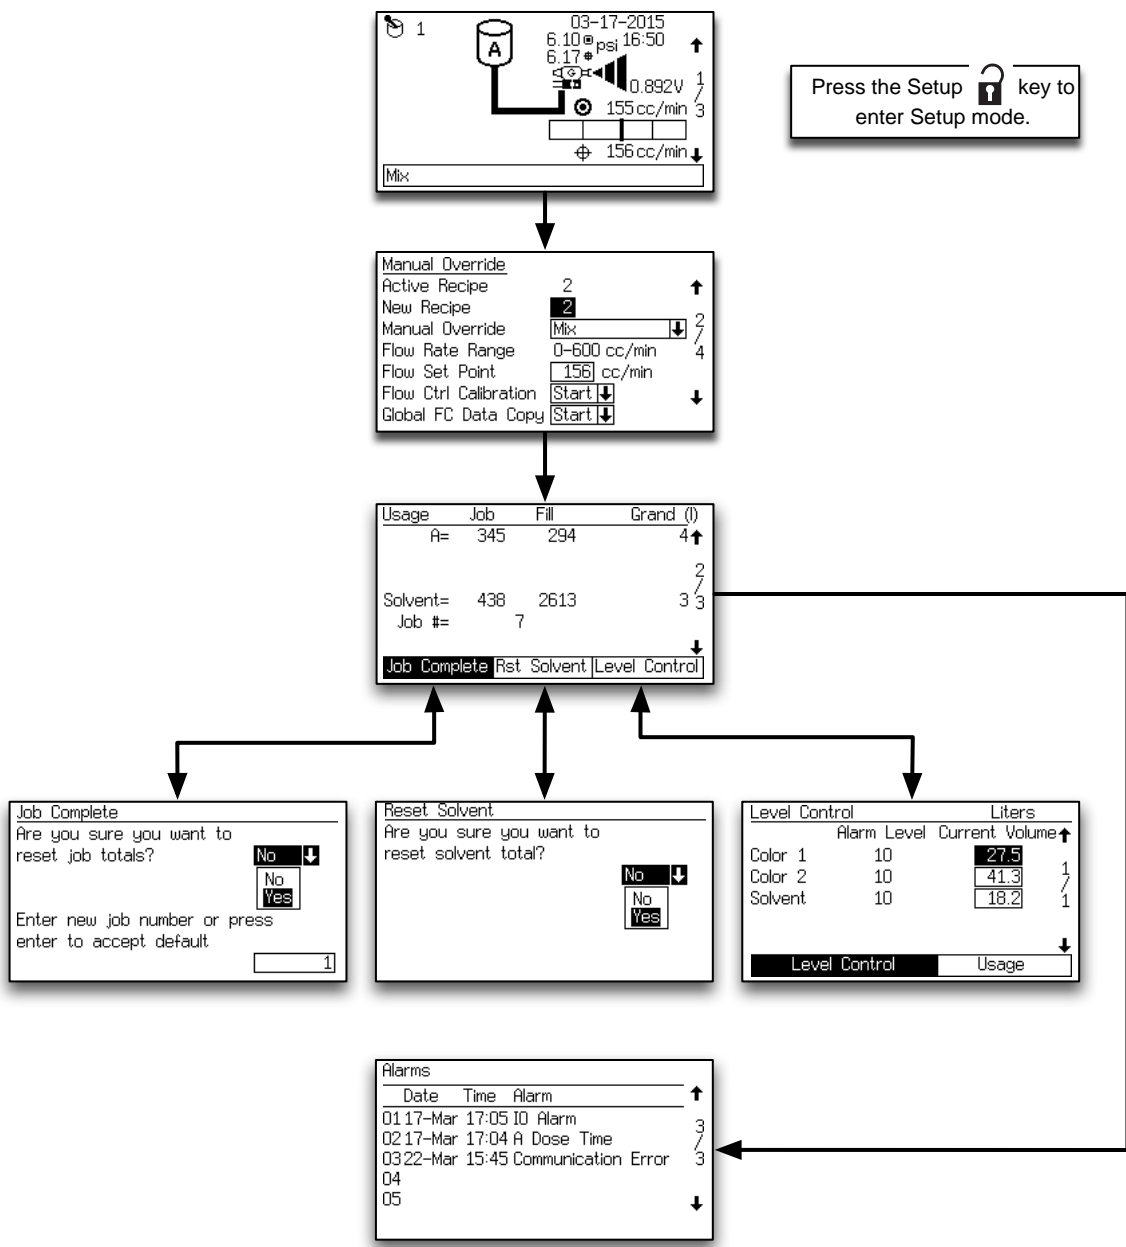 1
A
03-17-2015
6.10 psi 16:50
6.17
G
0.892V
1
/
3
155 cc/min
156 cc/min
Mix
Press the Setup key to
enter Setup mode.
Manual Override
Active Recipe 2
New Recipe 2
Manual Override Mix
2
/
4
Flow Rate Range 0-600 cc/min
Flow Set Point 156 cc/min
Flow Ctrl Calibration Start
Global FC Data Copy Start
Usage Job Fill Grand (l)
A= 345 294 4
2
/
3
Solvent= 438 2613 3
Job #= 7
Job Complete Rst Solvent Level Control
Job Complete
Are you sure you want to
reset job totals? No
No
Yes
Enter new job number or press
enter to accept default
1
Reset Solvent
Are you sure you want to
reset solvent total?
No
No
Yes
Level Control Liters
Alarm Level Current Volume
Color 1 10 27.5
Color 2 10 41.3
Solvent 10 18.2
1
/
1
Level Control Usage
Alarms
Date Time Alarm
01 17-Mar 17:05 IO Alarm
02 17-Mar 17:04 A Dose Time
03 22-Mar 15:45 Communication Error
04
05
3
/
3